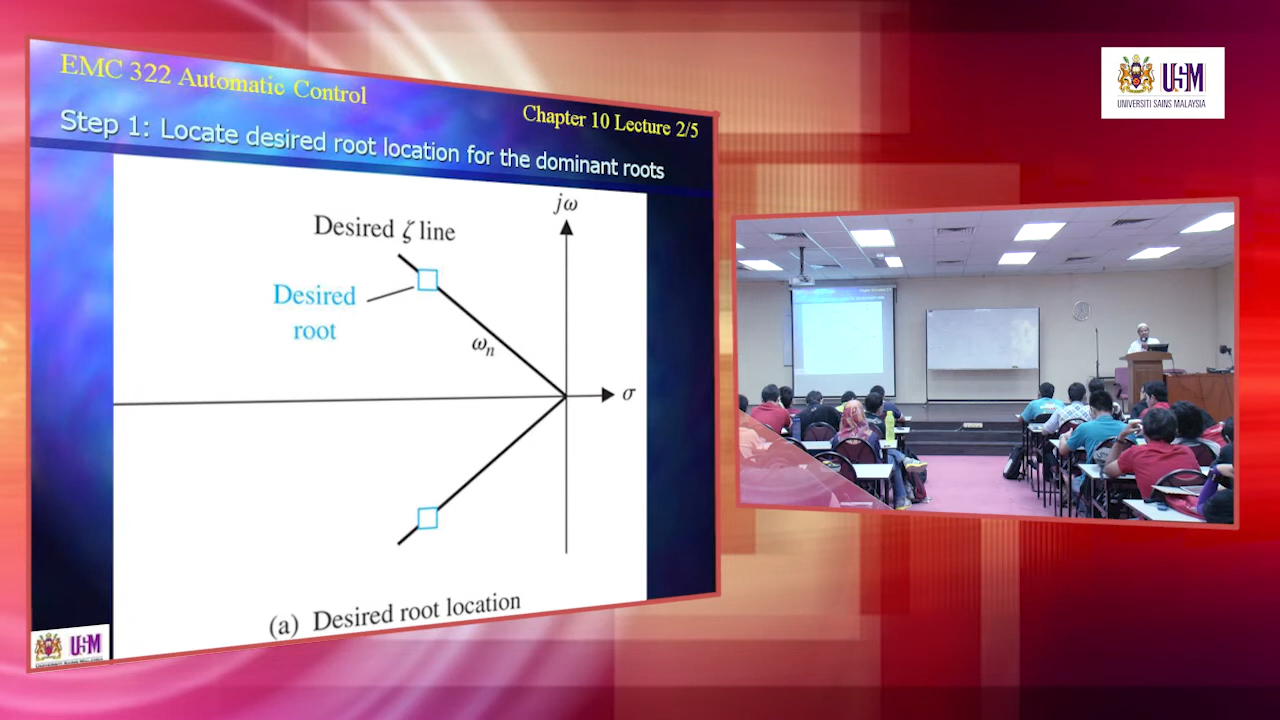 EMC 322 Automatic Control
Chapter 10 Lecture 2/5
Step 1: Locate desired root location for the dominant roots
jω
Desired ζ line
Desired
root
ωn
σ
(a) Desired root location
USM
USM
UNIVERSITI SAINS MALAYSIA